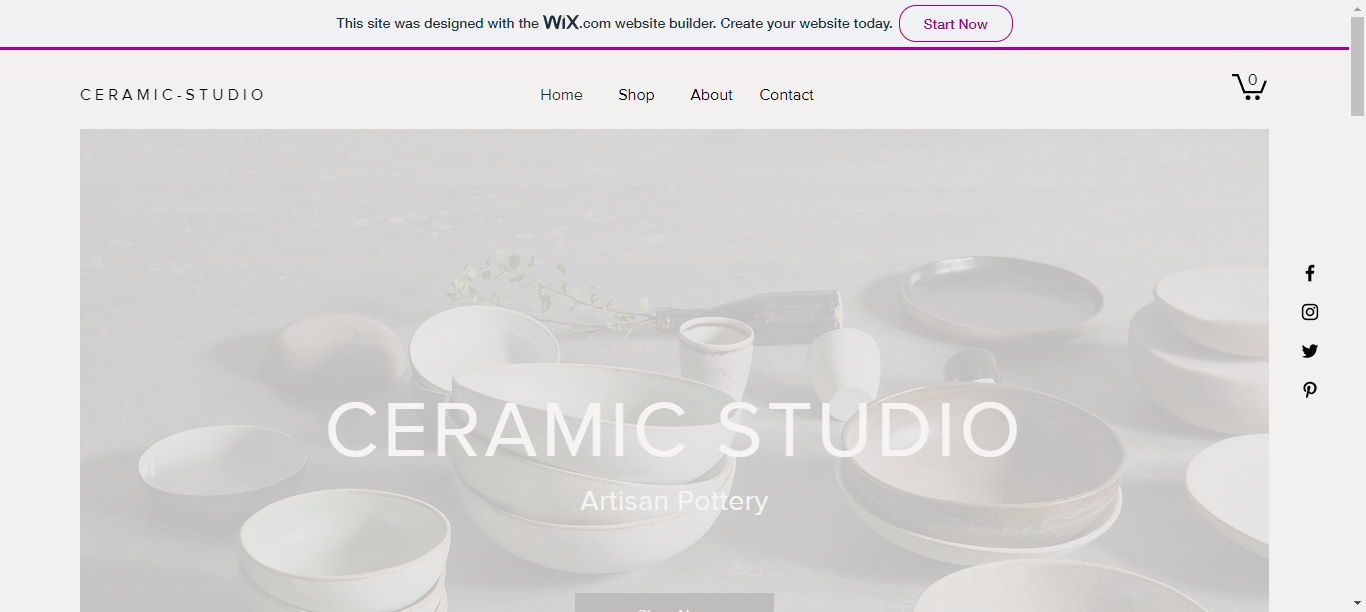 This site was designed with the WiX.com website builder. Create your website today. Start Now
CERAMIC-STUDIO
Home Shop About Contact
0
CERAMIC STUDIO
Artisan Pottery